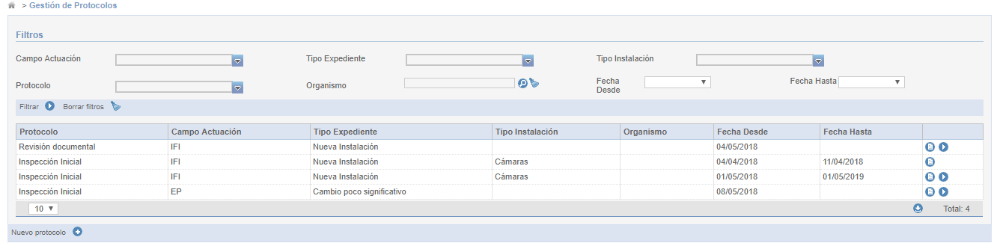 > Gestión de Protocolos
Filtros
Campo Actuación Tipo Expediente Tipo Instalación
Protocolo Organismo Fecha Desde Fecha Hasta
Filtrar Borrar filtros
Protocolo Campo Actuación Tipo Expediente Tipo Instalación Organismo Fecha Desde Fecha Hasta
Revisión documental IFI Nueva Instalación 04/05/2018
Inspección Inicial IFI Nueva Instalación Cámaras 04/04/2018 11/04/2018
Inspección Inicial IFI Nueva Instalación Cámaras 01/05/2018 01/05/2019
Inspección Inicial EP Cambio poco significativo 08/05/2018
10 Total: 4
Nuevo protocolo